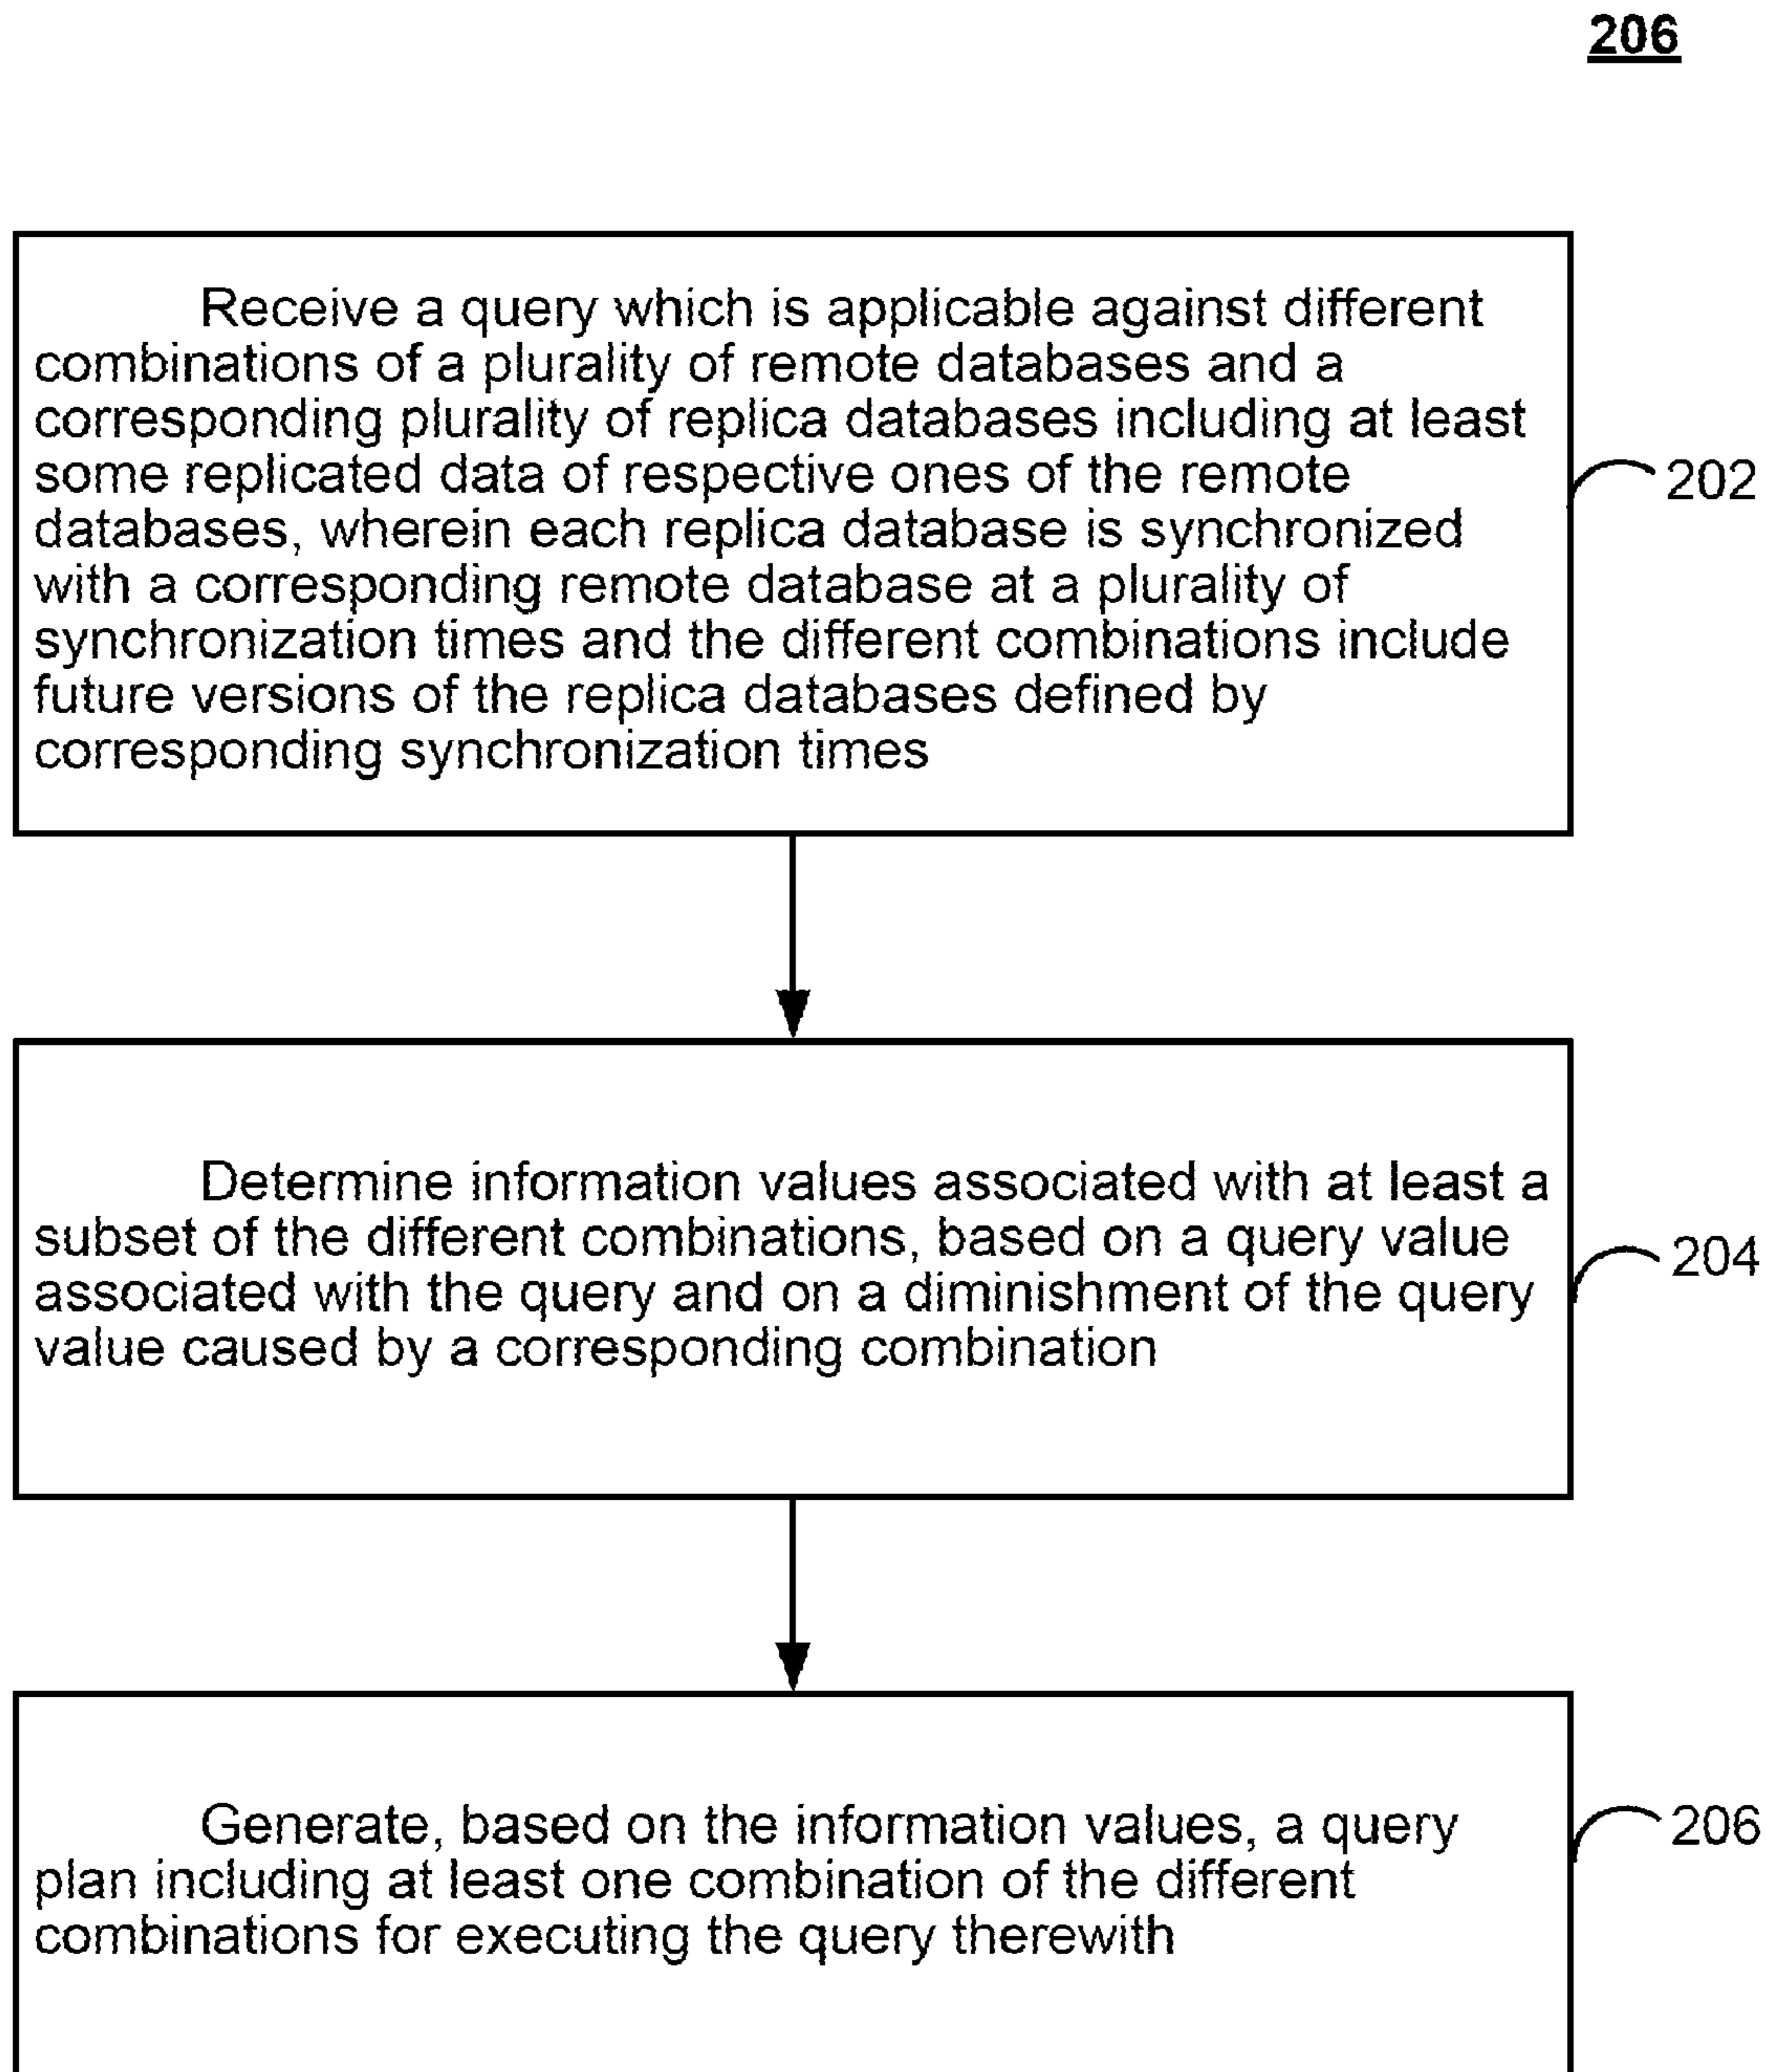 206
Receive a query which is applicable against different
combinations of a plurality of remote databases and a
corresponding plurality of replica databases including at least
some replicated data of respective ones of the remote
databases, wherein each replica database is synchronized
with a corresponding remote database at a plurality of
synchronization times and the different combinations include
future versions of the replica databases defined by
corresponding synchronization times
202
Determine information values associated with at least a
subset of the different combinations, based on a query value
associated with the query and on a diminishment of the query
value caused by a corresponding combination
204
Generate, based on the information values, a query
plan including at least one combination of the different
combinations for executing the query therewith
206